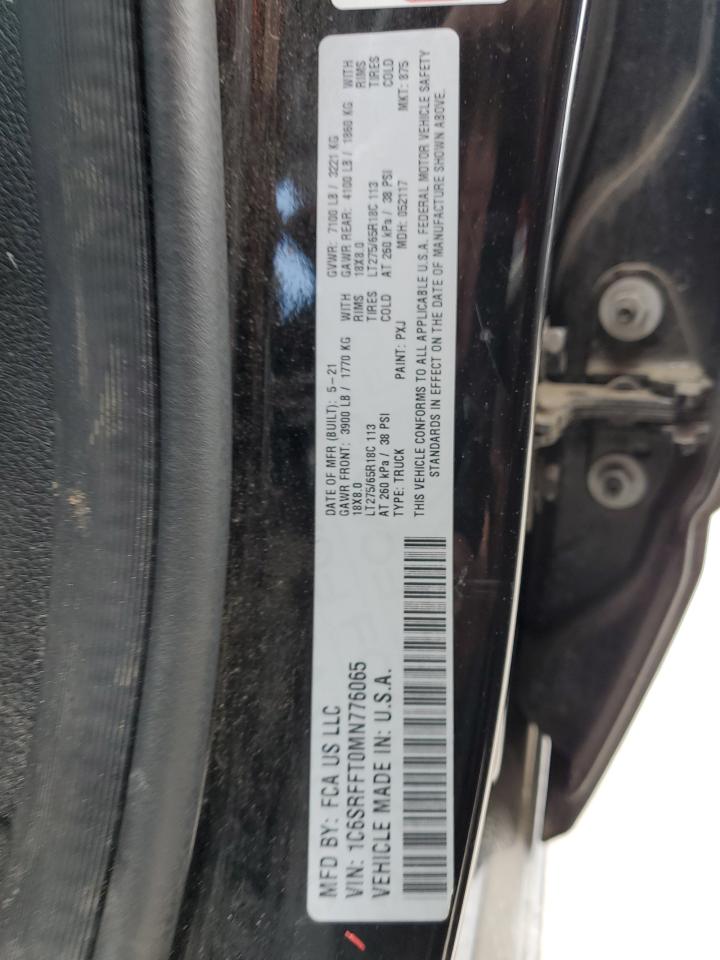 MFD BY: FCA US LLC
VIN: 1C6SRFFT0MN776065
VEHICLE MADE IN: U.S.A.
DATE OF MFR (BUILT): 5-21 GVWR: 7100 LB / 3221 KG
GAWR FRONT: 3900 LB / 1770 KG WITH GAWR REAR: 4100 LB / 1860 KG WITH
18X8.0 RIMS 18X8.0 RIMS
LT275/65R18C 113 TIRES LT275/65R18C 113 TIRES
AT 260 kPa / 38 PSI COLD AT 260 kPa / 38 PSI COLD
TYPE: TRUCK PAINT: PXJ MDH: 052117 MKT: 875
THIS VEHICLE CONFORMS TO ALL APPLICABLE U.S.A. FEDERAL MOTOR VEHICLE SAFETY
STANDARDS IN EFFECT ON THE DATE OF MANUFACTURE SHOWN ABOVE.